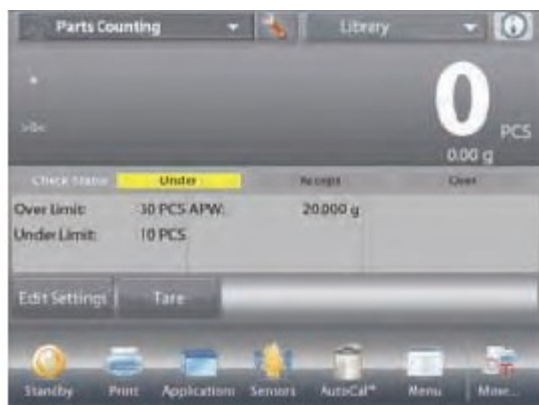 Parts Counting Library
*
>0<
0
PCS
0.00 g
Check Status Under Accept Over
Over Limit: 30 PCS APW: 20.000 g
Under Limit: 10 PCS
Edit Settings Tare
Standby Print Applications Sensors AutoCal™ Menu More...